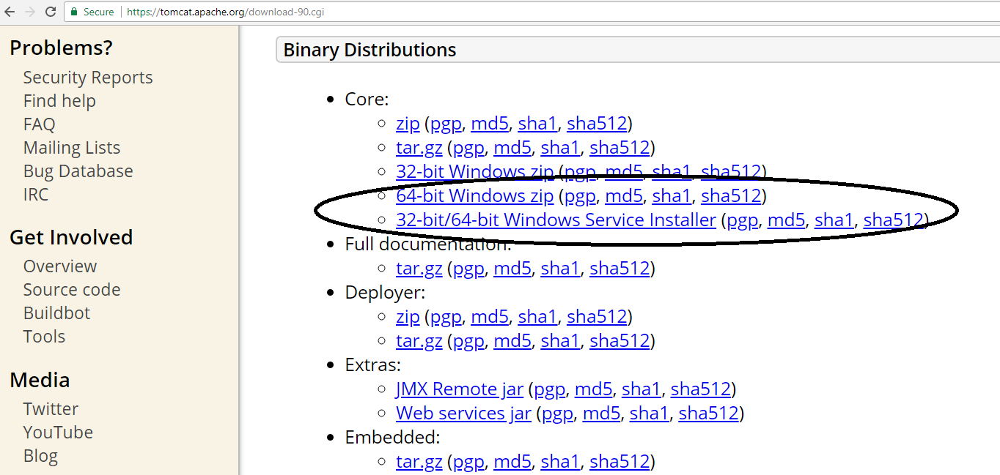 Secure | https://tomcat.apache.org/download-90.cgi
Problems?
Security Reports
Find help
FAQ
Mailing Lists
Bug Database
IRC
Get Involved
Overview
Source code
Buildbot
Tools
Media
Twitter
YouTube
Blog
Binary Distributions
Core:
zip (pgp, md5, sha1, sha512)
tar.gz (pgp, md5, sha1, sha512)
32-bit Windows zip (pgp, md5, sha1, sha512)
64-bit Windows zip (pgp, md5, sha1, sha512)
32-bit/64-bit Windows Service Installer (pgp, md5, sha1, sha512)
Full documentation:
tar.gz (pgp, md5, sha1, sha512)
Deployer:
zip (pgp, md5, sha1, sha512)
tar.gz (pgp, md5, sha1, sha512)
Extras:
JMX Remote jar (pgp, md5, sha1, sha512)
Web services jar (pgp, md5, sha1, sha512)
Embedded:
tar.gz (pgp, md5, sha1, sha512)